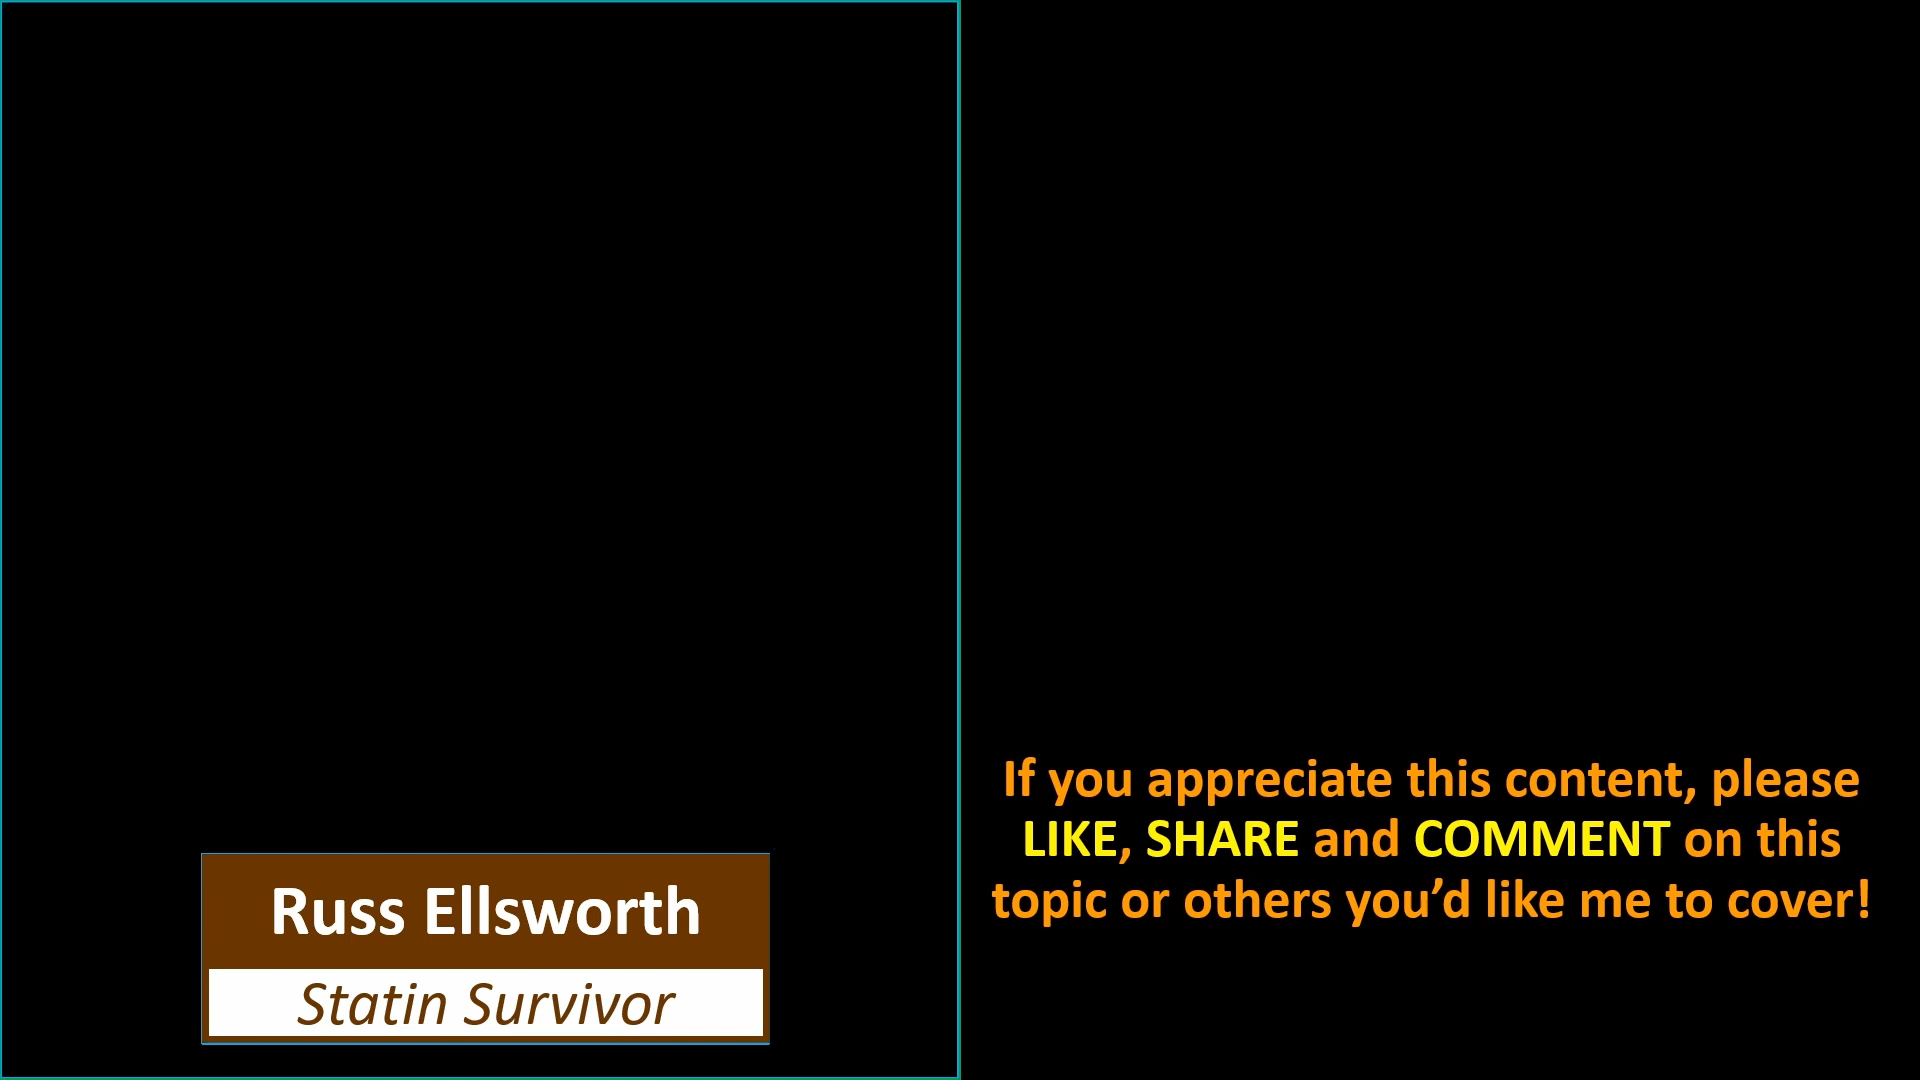 Russ Ellsworth
Statin Survivor
If you appreciate this content, please
LIKE, SHARE and COMMENT on this
topic or others you’d like me to cover!